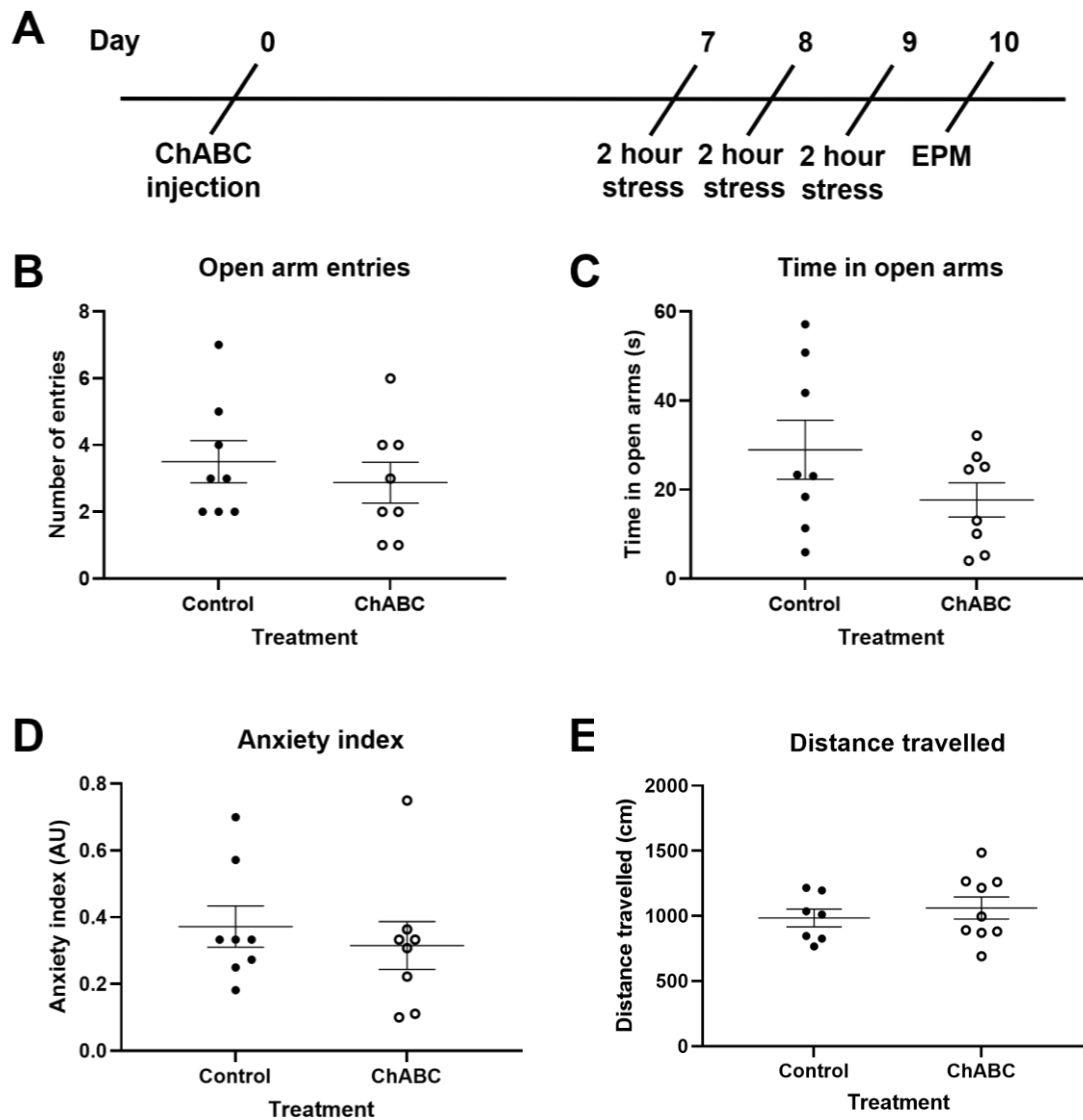 A
Day 0 7 8 9 10
ChABC
injection
2 hour
stress
2 hour
stress
2 hour
stress
EPM
B
Open arm entries
Number of entries
8
6
4
2
0
Control ChABC
Treatment
C
Time in open arms
Time in open arms (s)
60
40
20
0
Control ChABC
Treatment
D
Anxiety index
Anxiety index (AU)
0.8
0.6
0.4
0.2
0.0
Control ChABC
Treatment
E
Distance travelled
Distance travelled (cm)
2000
1500
1000
500
0
Control ChABC
Treatment